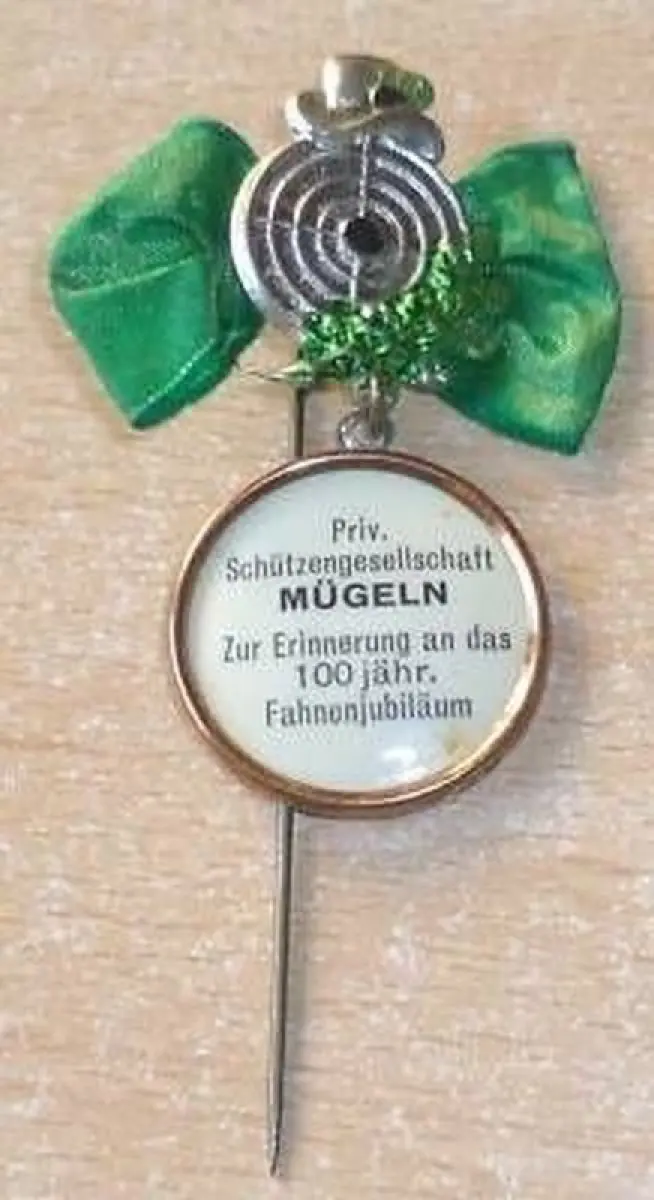 Priv.
Schützengesellschaft
MÜGELN
Zur Erinnerung an das
100 jähr.
Fahnenjubiläum